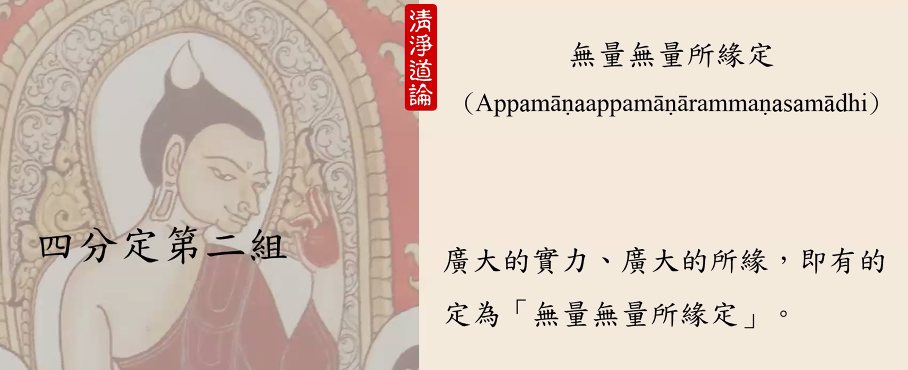 清淨道論
四分定第二組
無量無量所緣定
（Appamāṇaappamāṇārammaṇasamādhi）
廣大的實力、廣大的所緣，即有的
定為「無量無量所緣定」。